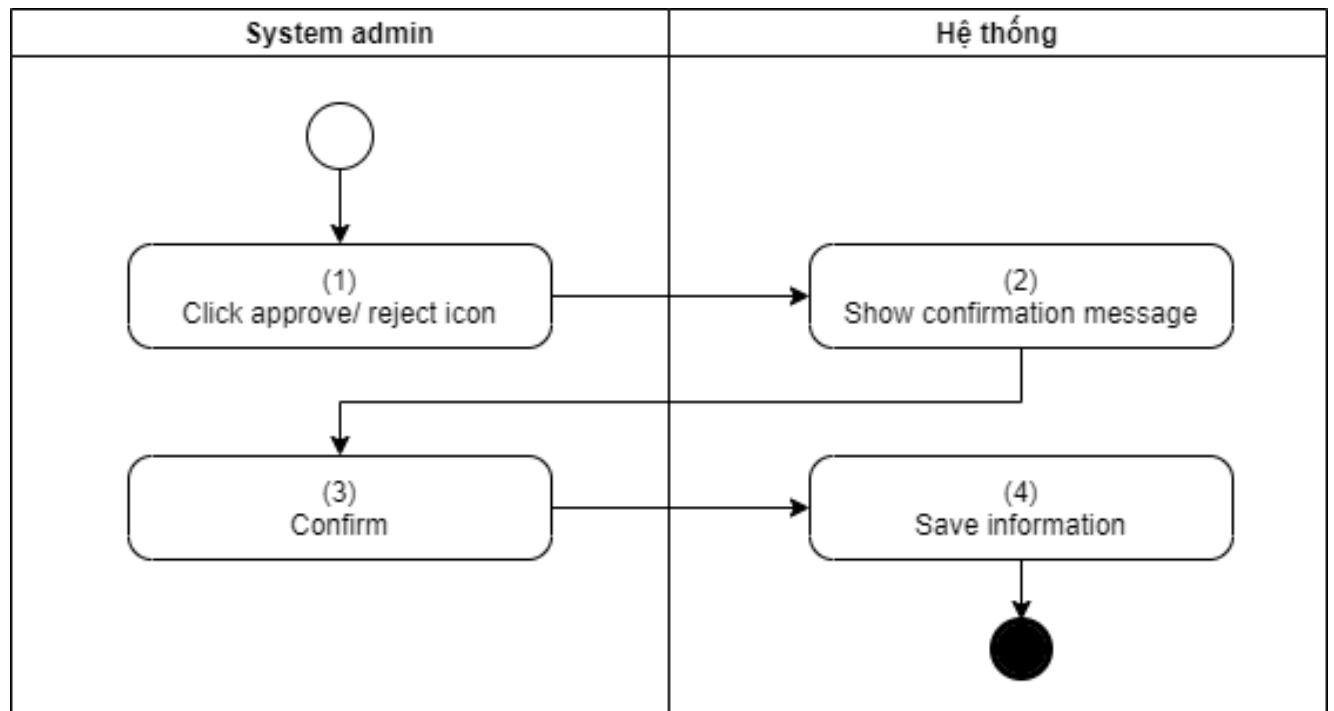 System admin
Hệ thống
(1)
Click approve/ reject icon
(2)
Show confirmation message
(3)
Confirm
(4)
Save information